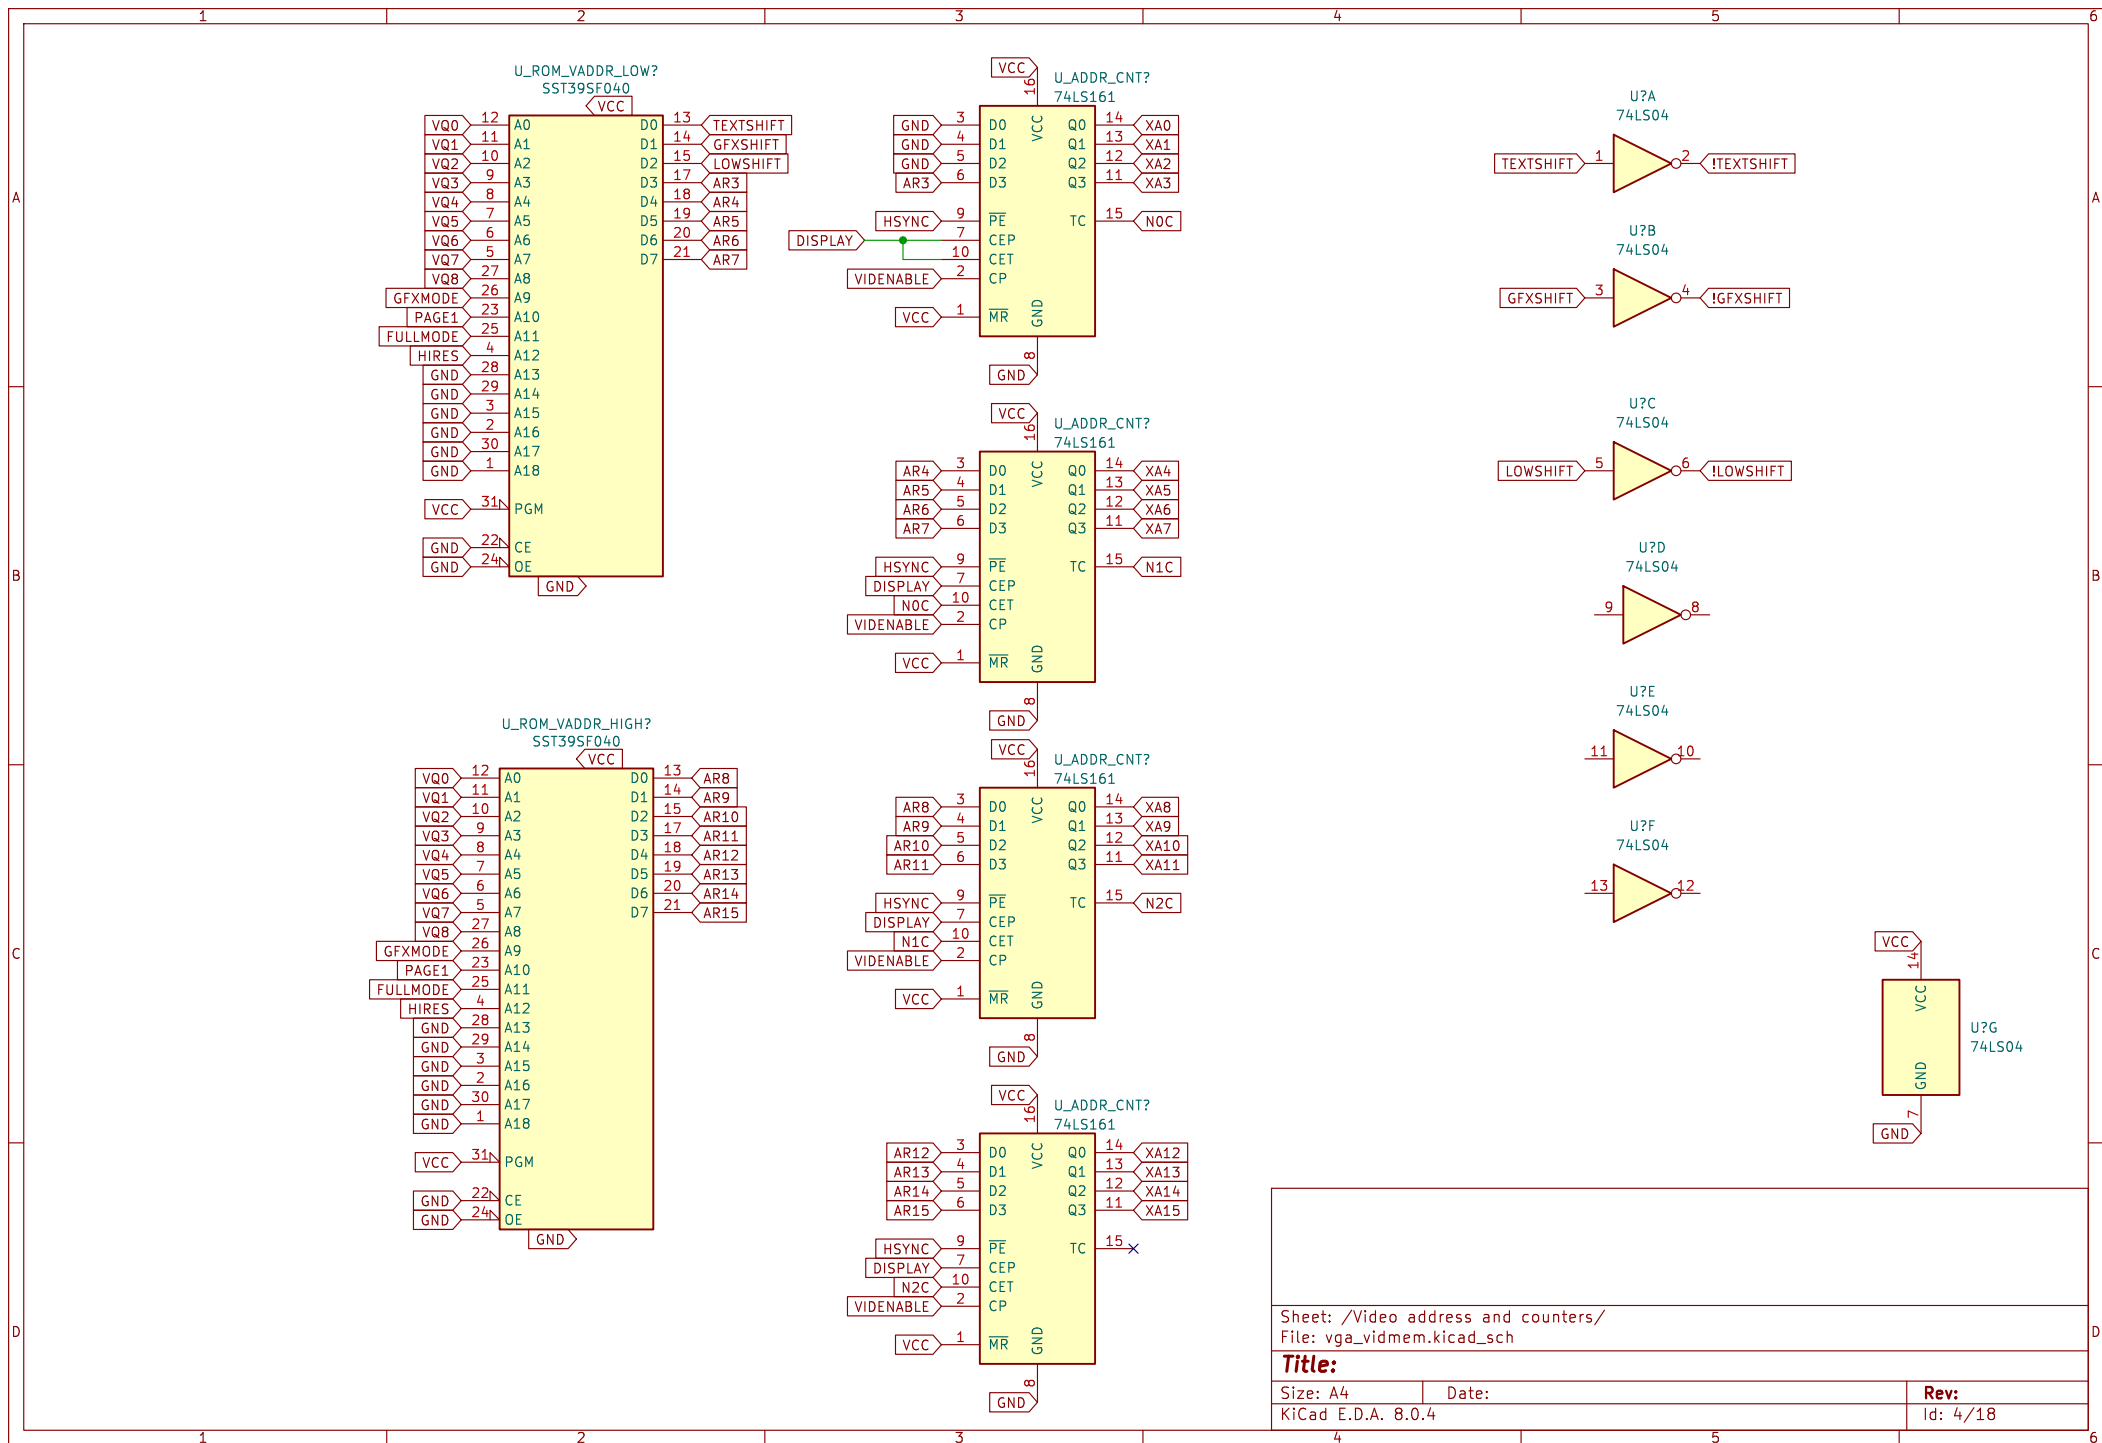 1 2 3 4 5 6
A
B
C
D
U_ROM_VADDR_LOW?
SST39SF040
VCC
VQ0 12 A0 D0 13 TEXTSHIFT
VQ1 11 A1 D1 14 GFXSHIFT
VQ2 10 A2 D2 15 LOWSHIFT
VQ3 9 A3 D3 17 AR3
VQ4 8 A4 D4 18 AR4
VQ5 7 A5 D5 19 AR5
VQ6 6 A6 D6 20 AR6
VQ7 5 A7 D7 21 AR7
VQ8 27 A8
GFXMODE 26 A9
PAGE1 23 A10
FULLMODE 25 A11
HIRES 4 A12
GND 28 A13
GND 29 A14
GND 3 A15
GND 2 A16
GND 30 A17
GND 1 A18
VCC 31 PGM
GND 22 CE
GND 24 OE
GND
U_ROM_VADDR_HIGH?
SST39SF040
VCC
VQ0 12 A0 D0 13 AR8
VQ1 11 A1 D1 14 AR9
VQ2 10 A2 D2 15 AR10
VQ3 9 A3 D3 17 AR11
VQ4 8 A4 D4 18 AR12
VQ5 7 A5 D5 19 AR13
VQ6 6 A6 D6 20 AR14
VQ7 5 A7 D7 21 AR15
VQ8 27 A8
GFXMODE 26 A9
PAGE1 23 A10
FULLMODE 25 A11
HIRES 4 A12
GND 28 A13
GND 29 A14
GND 3 A15
GND 2 A16
GND 30 A17
GND 1 A18
VCC 31 PGM
GND 22 CE
GND 24 OE
GND
VCC 16 VCC
U_ADDR_CNT?
74LS161
GND 3 D0 Q0 14 XA0
GND 4 D1 Q1 13 XA1
GND 5 D2 Q2 12 XA2
AR3 6 D3 Q3 11 XA3
HSYNC 9 PE TC 15 N0C
DISPLAY 7 CEP
10 CET
VIDENABLE 2 CP
VCC 1 MR GND
GND 8
VCC 16 VCC
U_ADDR_CNT?
74LS161
AR4 3 D0 Q0 14 XA4
AR5 4 D1 Q1 13 XA5
AR6 5 D2 Q2 12 XA6
AR7 6 D3 Q3 11 XA7
HSYNC 9 PE TC 15 N1C
DISPLAY 7 CEP
N0C 10 CET
VIDENABLE 2 CP
VCC 1 MR GND
GND 8
VCC 16 VCC
U_ADDR_CNT?
74LS161
AR8 3 D0 Q0 14 XA8
AR9 4 D1 Q1 13 XA9
AR10 5 D2 Q2 12 XA10
AR11 6 D3 Q3 11 XA11
HSYNC 9 PE TC 15 N2C
DISPLAY 7 CEP
N1C 10 CET
VIDENABLE 2 CP
VCC 1 MR GND
GND 8
VCC 16 VCC
U_ADDR_CNT?
74LS161
AR12 3 D0 Q0 14 XA12
AR13 4 D1 Q1 13 XA13
AR14 5 D2 Q2 12 XA14
AR15 6 D3 Q3 11 XA15
HSYNC 9 PE TC 15
DISPLAY 7 CEP
N2C 10 CET
VIDENABLE 2 CP
VCC 1 MR GND
GND 8
U?A
74LS04
TEXTSHIFT 1 2 !TEXTSHIFT
U?B
74LS04
GFXSHIFT 3 4 !GFXSHIFT
U?C
74LS04
LOWSHIFT 5 6 !LOWSHIFT
U?D
74LS04
9 8
U?E
74LS04
11 10
U?F
74LS04
13 12
VCC 14
VCC
U?G
74LS04
GND
GND 7
A
B
C
D
Sheet: /Video address and counters/
File: vga_vidmem.kicad_sch
Title:
Size: A4 Date: Rev:
KiCad E.D.A. 8.0.4 Id: 4/18
1 2 3 4 5 6